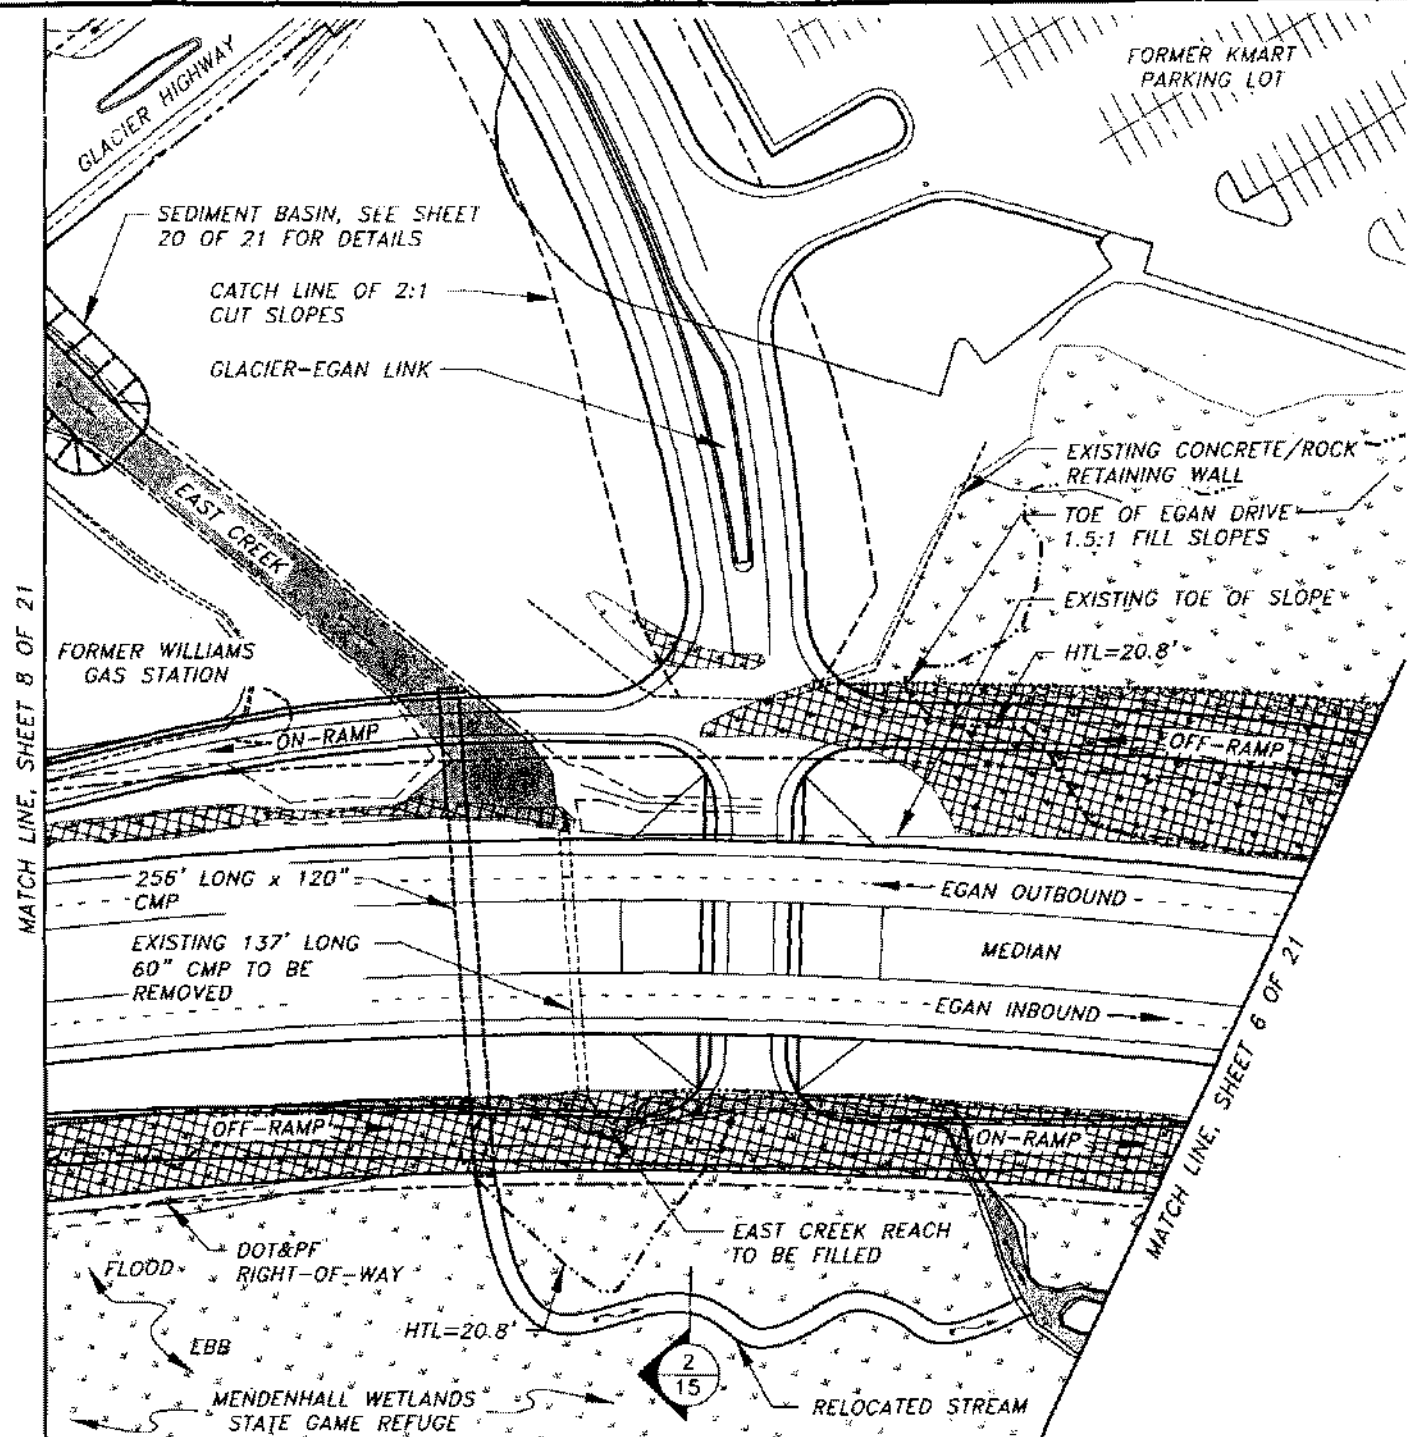 FORMER KMART
PARKING LOT
GLACIER HIGHWAY
SEDIMENT BASIN, SEE SHEET
20 OF 21 FOR DETAILS
CATCH LINE OF 2:1
CUT SLOPES
GLACIER-EGAN LINK
EXISTING CONCRETE/ROCK
RETAINING WALL
TOE OF EGAN DRIVE
1.5:1 FILL SLOPES
EAST CREEK
EXISTING TOE OF SLOPE
HTL=20.8'
FORMER WILLIAMS
GAS STATION
MATCH LINE, SHEET 8 OF 21
ON-RAMP
OFF-RAMP
256' LONG x 120"
CMP
EGAN OUTBOUND
EXISTING 137' LONG
60" CMP TO BE
REMOVED
MEDIAN
EGAN INBOUND
MATCH LINE, SHEET 6 OF 21
OFF-RAMP
ON-RAMP
EAST CREEK REACH
TO BE FILLED
DOT&PF
RIGHT-OF-WAY
FLOOD
EBB
HTL=20.8'
2
15
RELOCATED STREAM
MENDENHALL WETLANDS
STATE GAME REFUGE